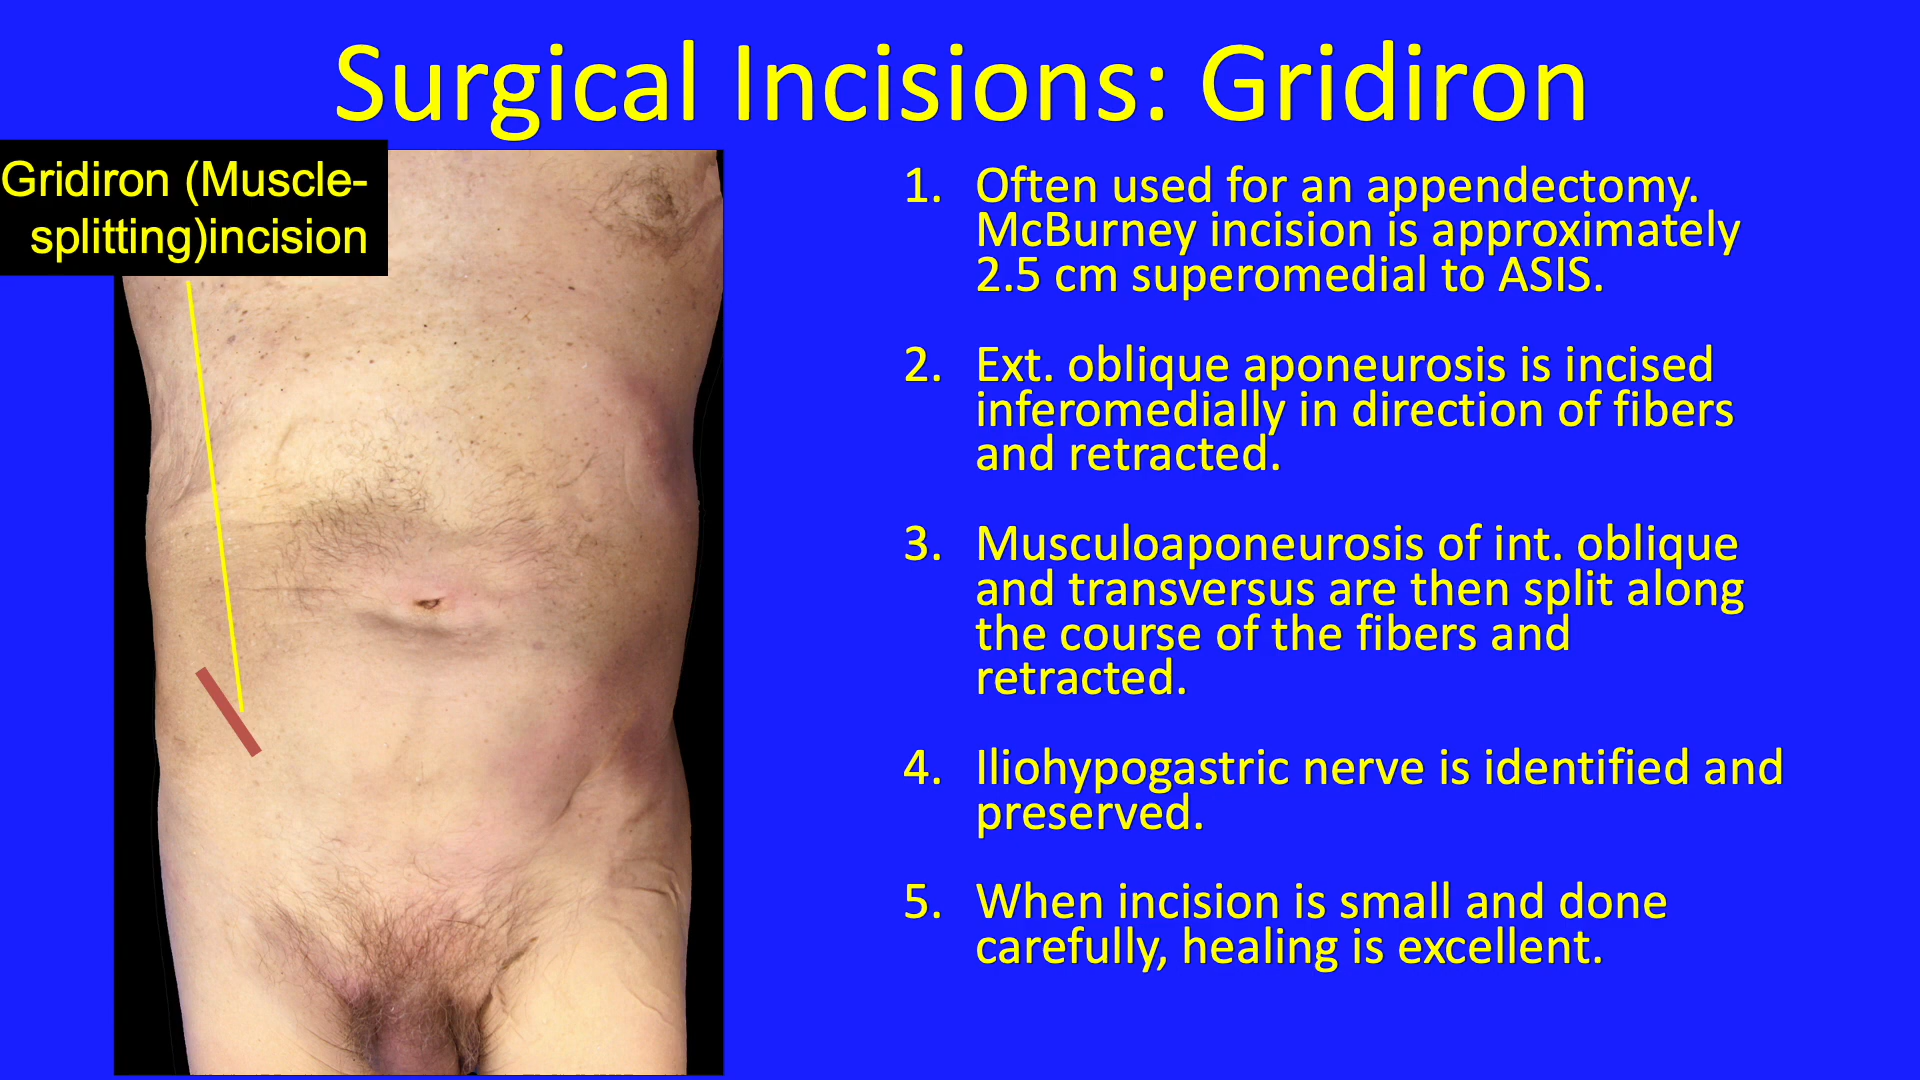 Surgical Incisions: Gridiron
Gridiron (Muscle-
splitting)incision
1. Often used for an appendectomy.
McBurney incision is approximately
2.5 cm superomedial to ASIS.
2. Ext. oblique aponeurosis is incised
inferomedially in direction of fibers
and retracted.
3. Musculoaponeurosis of int. oblique
and transversus are then split along
the course of the fibers and
retracted.
4. Iliohypogastric nerve is identified and
preserved.
5. When incision is small and done
carefully, healing is excellent.